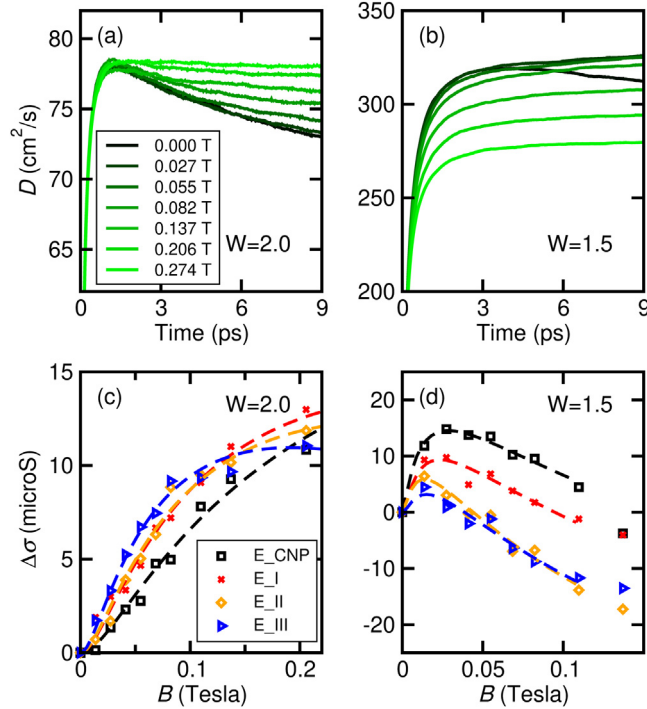 (a)
80
75
70
65
D (cm²/s)
0.000 T
0.027 T
0.055 T
0.082 T
0.137 T
0.206 T
0.274 T
W=2.0
0 3 6 9
Time (ps)
(b)
350
300
250
200
W=1.5
0 3 6 9
Time (ps)
(c)
W=2.0
15
10
5
0
Δσ (microS)
E_CNP
E_I
E_II
E_III
0 0.1 0.2
B (Tesla)
(d)
W=1.5
20
10
0
-10
-20
0 0.05 0.1
B (Tesla)